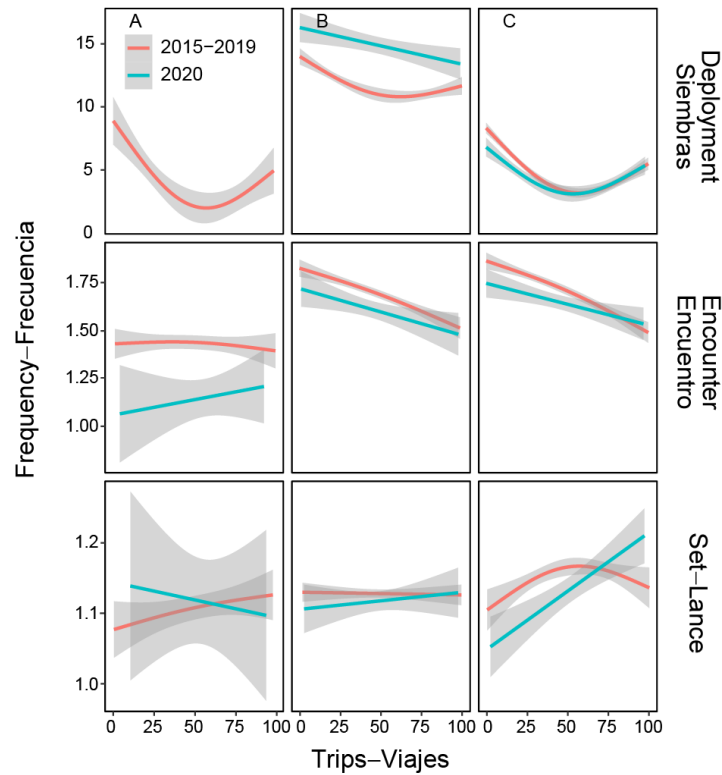 A
B
C
2015−2019
2020
15
10
5
0
Deployment
Siembras
1.75
1.50
1.25
1.00
Encounter
Encuentro
1.2
1.1
1.0
Set−Lance
Frequency−Frecuencia
0 25 50 75 100 0 25 50 75 100 0 25 50 75 100
Trips−Viajes